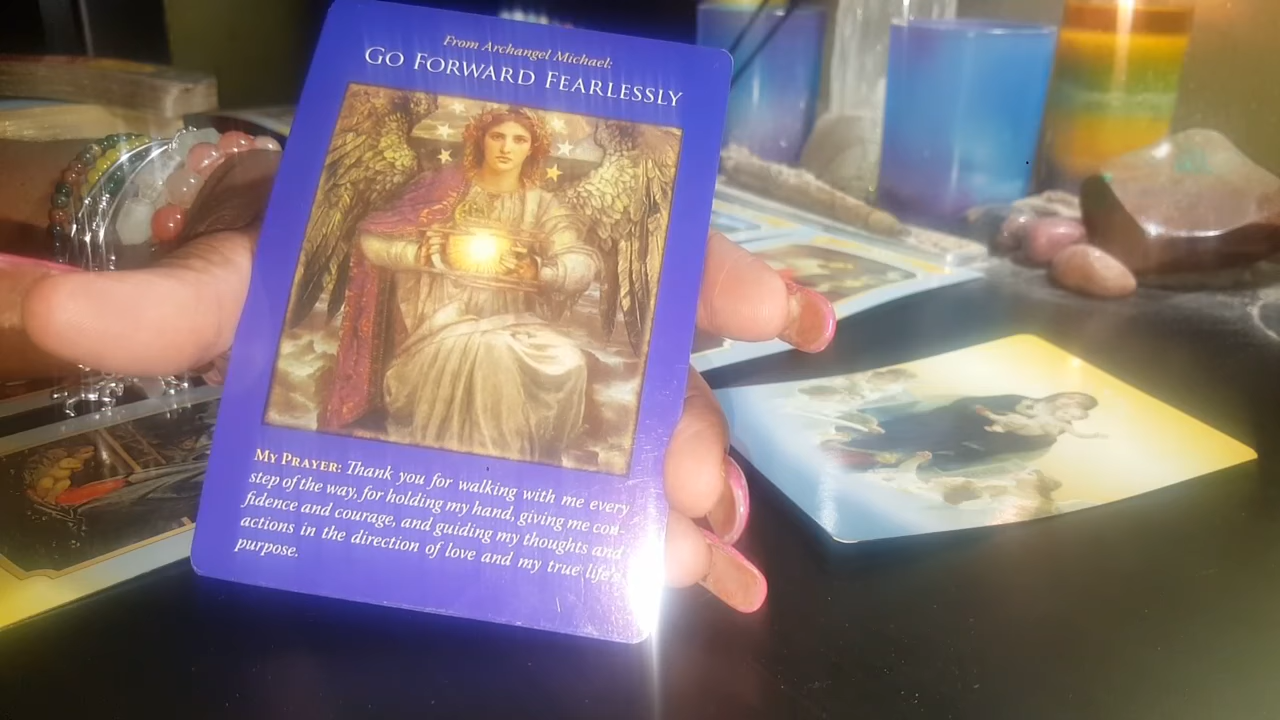 From Archangel Michael:
GO FORWARD FEARLESSLY
MY PRAYER: Thank you for walking with me every
step of the way, for holding my hand, giving me con-
fidence and courage, and guiding my thoughts and
actions in the direction of love and my true life's
purpose.